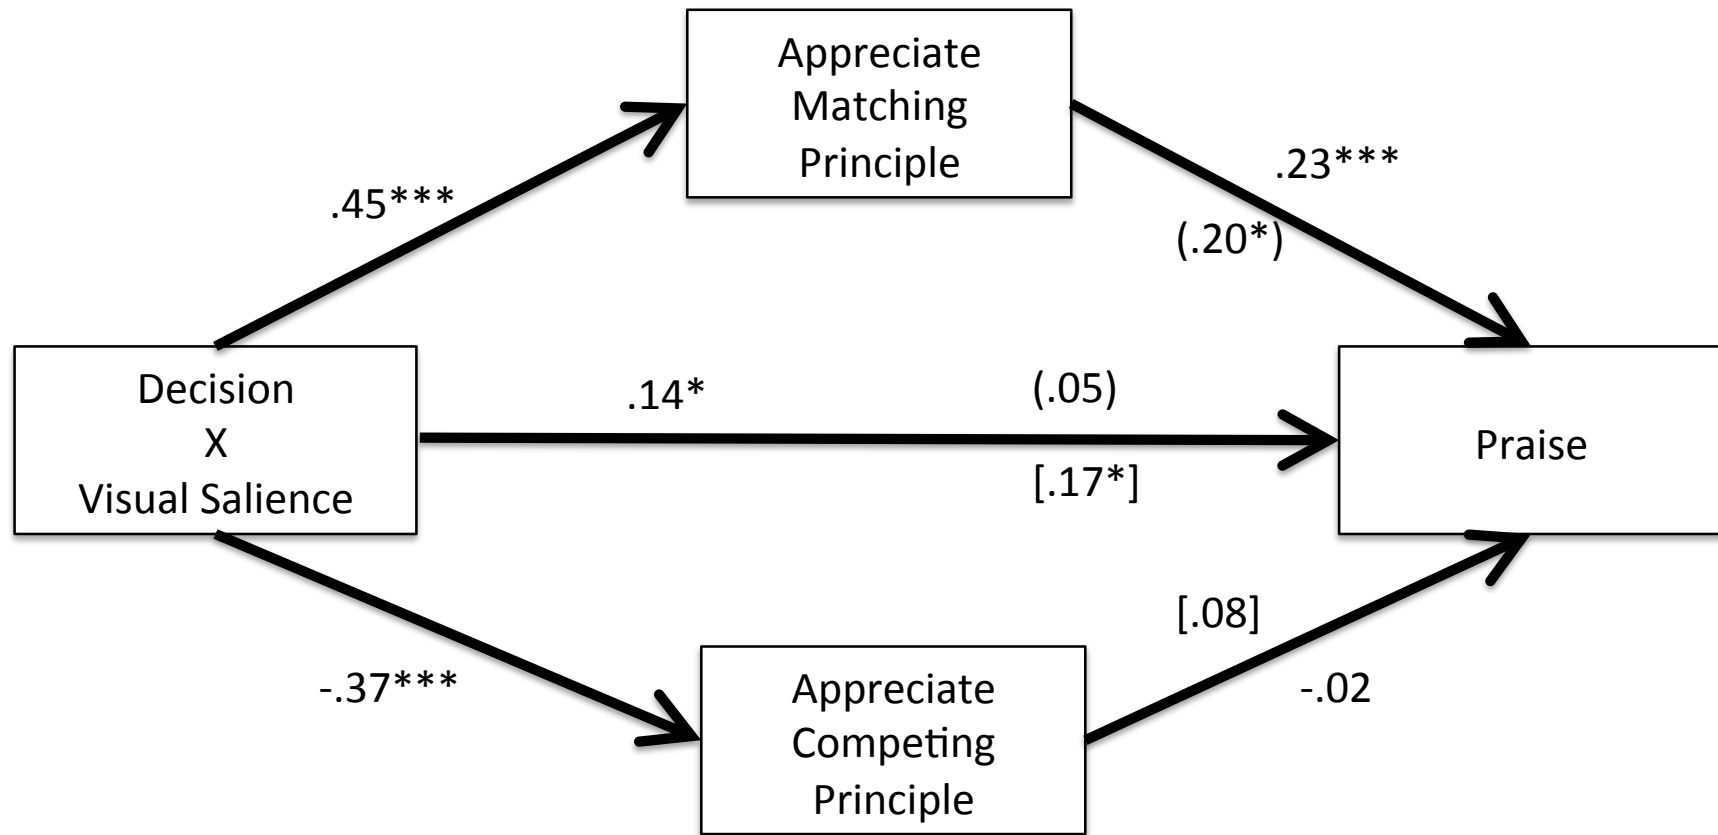 Appreciate
Matching
Principle
.45***
.23***
(.20*)
Decision
X
Visual Salience
.14*
(.05)
[.17*]
Praise
-.37***
[.08]
-.02
Appreciate
Competing
Principle